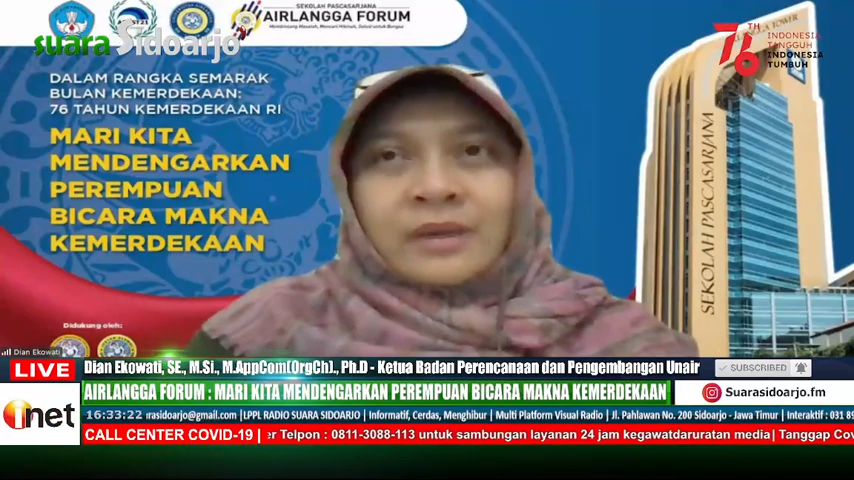 SEKOLAH PASCASARJANA
AIRLANGGA FORUM
suara Sidoarjo
AUGUST 21
76 TH
INDONESIA
TANGGUH
INDONESIA
TUMBUH
DALAM RANGKA SEMARAK
BULAN KEMERDEKAAN:
76 TAHUN KEMERDEKAAN RI
MARI KITA
MENDENGARKAN
PEREMPUAN
BICARA MAKNA
KEMERDEKAAN
SEKOLAH PASCASARJANA
Didukung oleh:
Dian Ekowati
LIVE
Dian Ekowati, SE., M.Si., M.AppCom(OrgCh)., Ph.D - Ketua Badan Perencanaan dan Pengembangan Unair
SUBSCRIBED
AIRLANGGA FORUM : MARI KITA MENDENGARKAN PEREMPUAN BICARA MAKNA KEMERDEKAAN
Suarasidoarjo.fm
inet
16:33:22 rasidoarjo@gmail.com |LPPL RADIO SUARA SIDOARJO | Informatif, Cerdas, Menghibur | Multi Platform Visual Radio | Jl. Pahlawan No. 200 Sidoarjo - Jawa Timur | Interaktif : 031 89
CALL CENTER COVID-19 | er Telpon : 0811-3088-113 untuk sambungan layanan 24 jam kegawatdaruratan media| Tanggap Cov